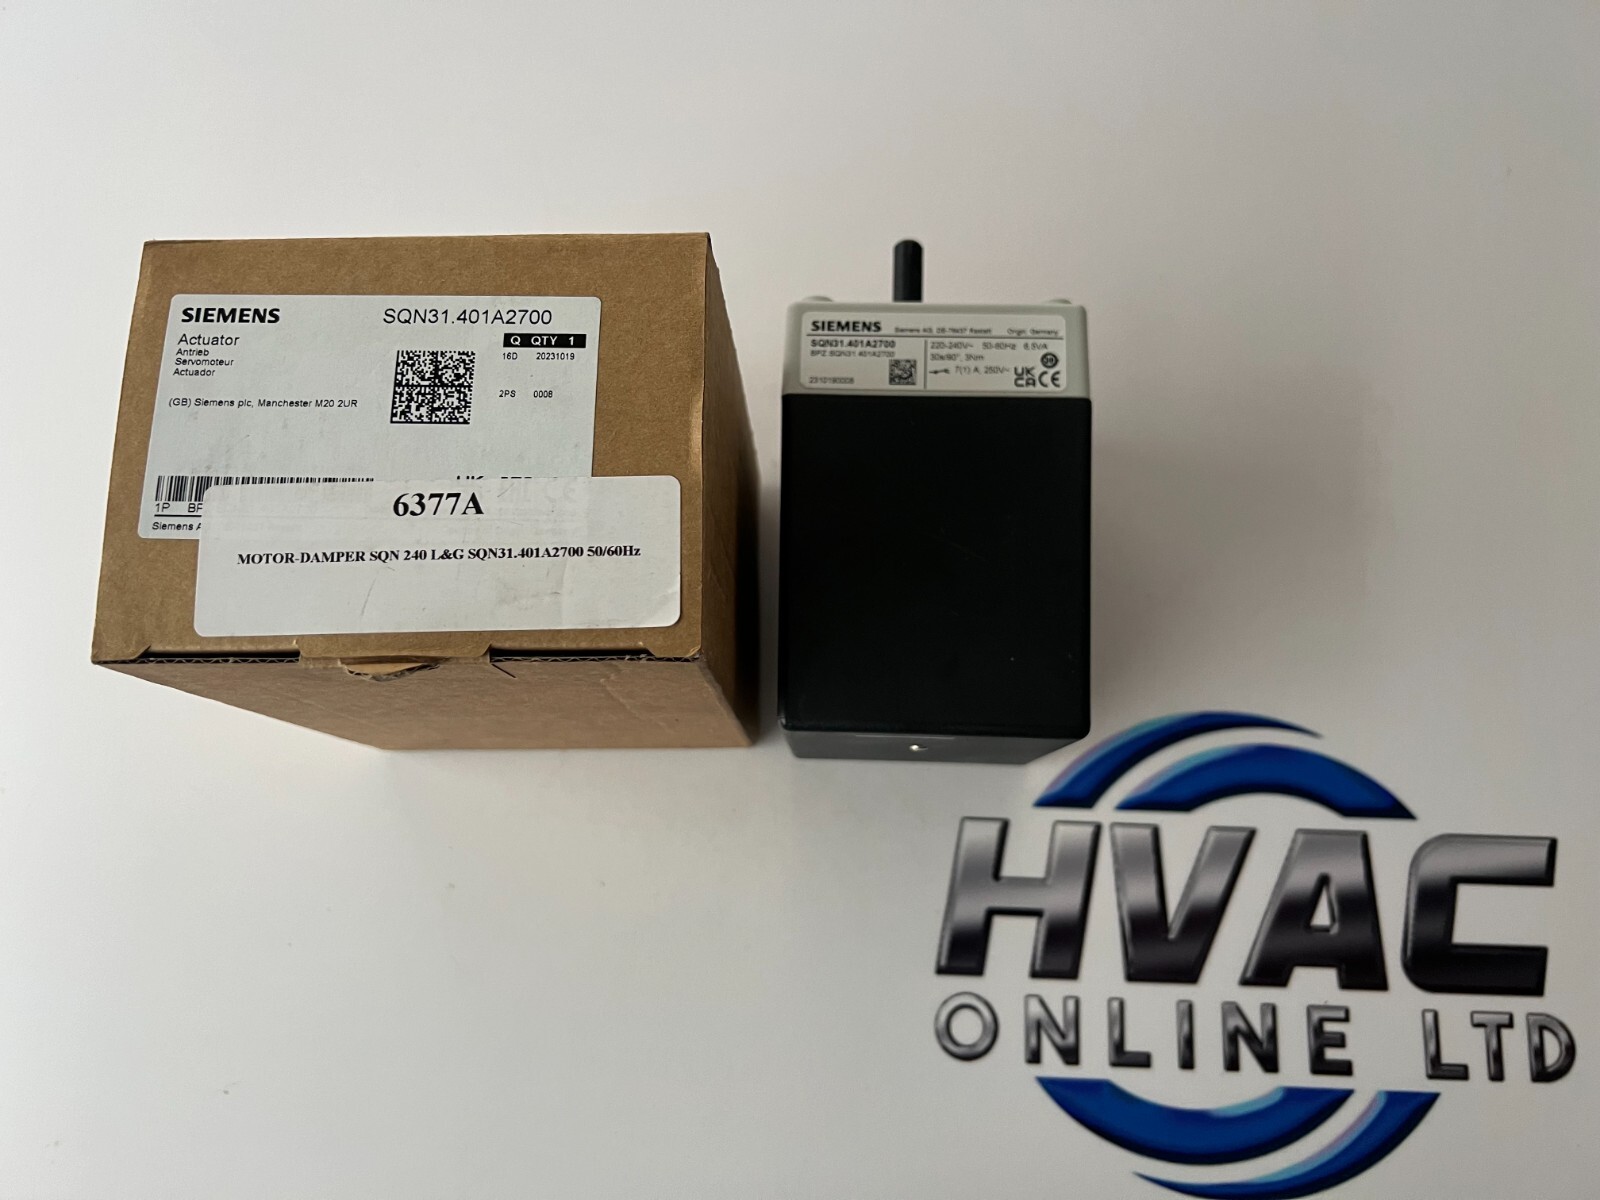 SIEMENS
SQN31.401A2700
Actuator
Antrieb
Servomoteur
Actuador
Q QTY 1
16D 20231019
2PS 0008
(GB) Siemens plc, Manchester M20 2UR
1P
Siemens
6377A
MOTOR-DAMPER SQN 240 L&G SQN31.401A2700 50/60Hz
SIEMENS
Siemens AG, DE-76437 Rastatt
Origin: Germany
SQN31.401A2700
BPZ:SQN31.401A2700
2310190008
220-240V~ 50-60Hz 6,5VA
30s/90°, 3Nm
7(1) A, 250V~
UK
CA
CE
HVAC
ONLINE LTD